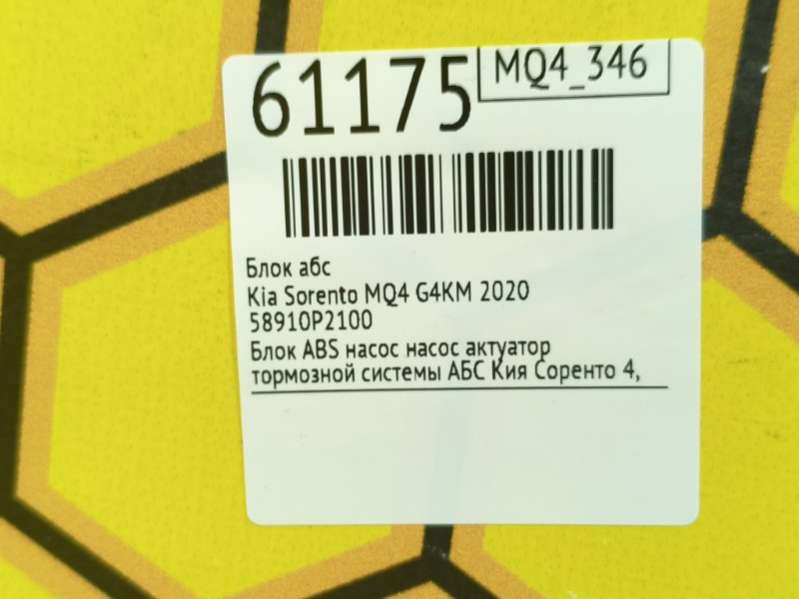 61175
MQ4_346
Блок абс
Kia Sorento MQ4 G4KM 2020
58910P2100
Блок ABS насос насос актуатор
тормозной системы АБС Кия Соренто 4,